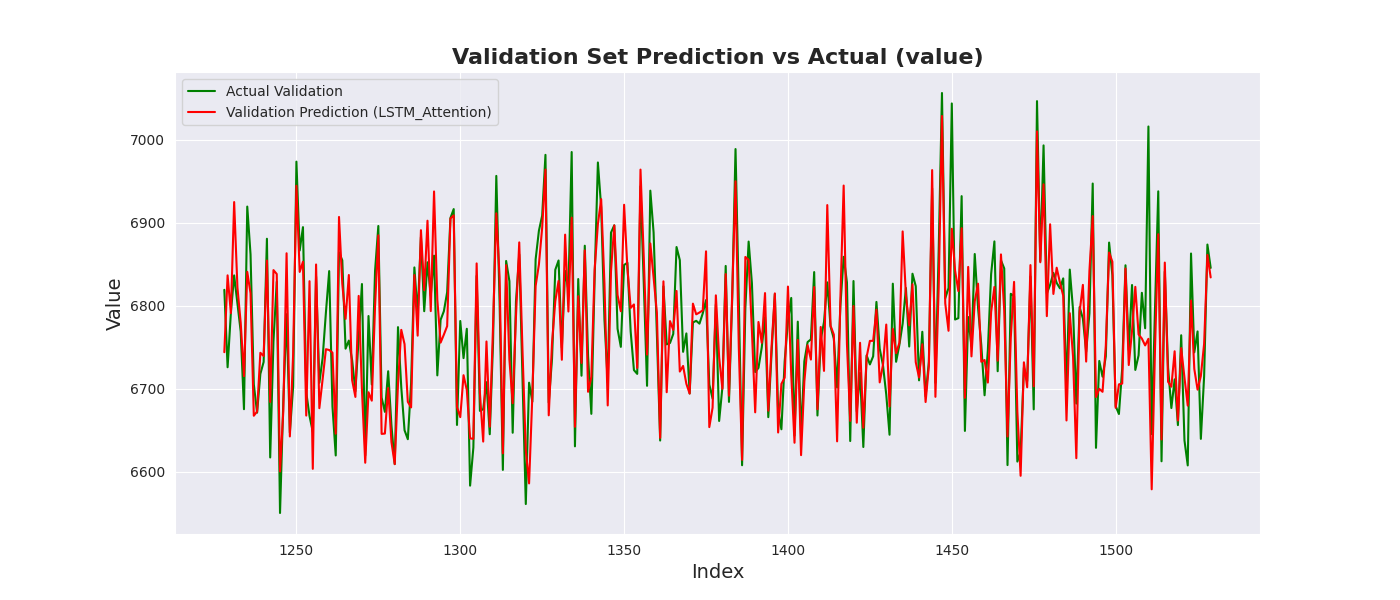 Validation Set Prediction vs Actual (value)
Actual Validation
Validation Prediction (LSTM_Attention)
7000
6900
6800
6700
6600
Value
1250 1300 1350 1400 1450 1500
Index